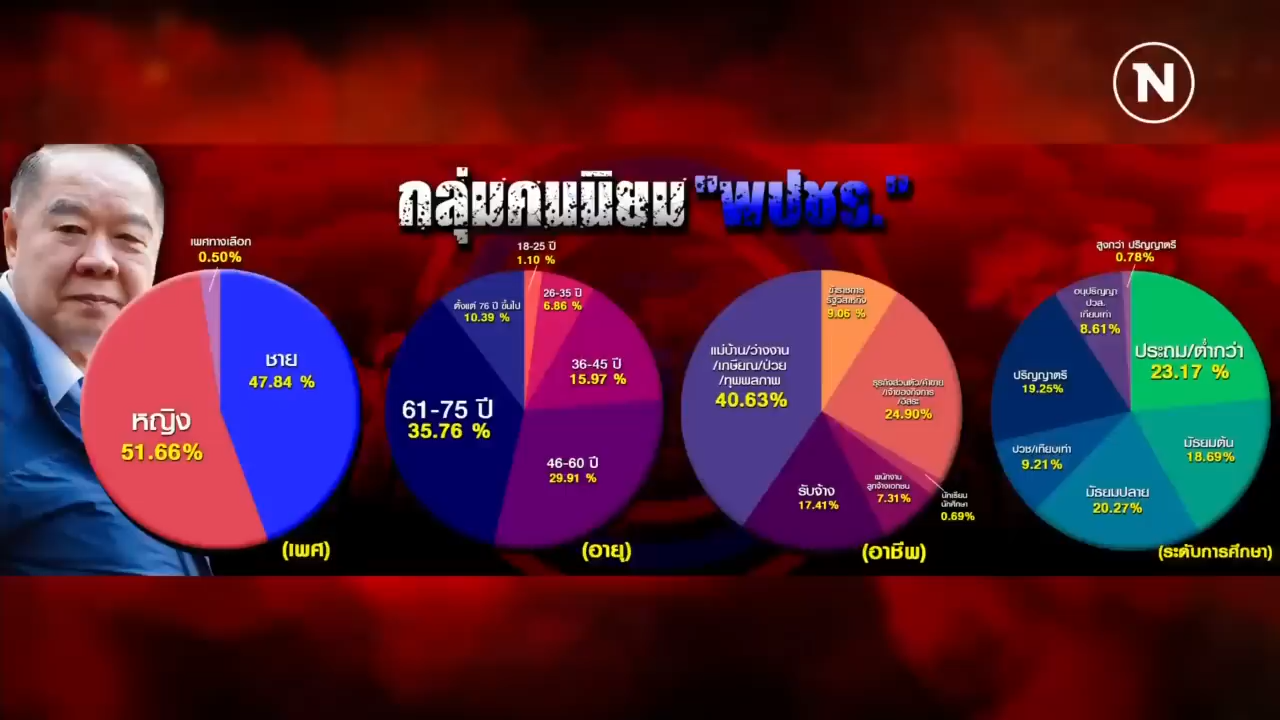 N
กลุ่มคนนิยม "พปชร."
เพศทางเลือก
0.50%
ชาย
47.84 %
หญิง
51.66%
(เพศ)
18-25 ปี
1.10 %
26-35 ปี
6.86 %
36-45 ปี
15.97 %
46-60 ปี
29.91 %
61-75 ปี
35.76 %
ตั้งแต่ 76 ปี ขึ้นไป
10.39 %
(อายุ)
ข้าราชการ
รัฐวิสาหกิจ
9.06 %
ธุรกิจส่วนตัว/ค้าขาย
/เจ้าของกิจการ
/อิสระ
24.90%
นักเรียน
นักศึกษา
0.69%
พนักงาน
ลูกจ้างเอกชน
7.31%
รับจ้าง
17.41%
แม่บ้าน/ว่างงาน
/เกษียณ/ป่วย
/ทุพพลภาพ
40.63%
(อาชีพ)
สูงกว่า ปริญญาตรี
0.78%
ประถม/ต่ำกว่า
23.17 %
มัธยมต้น
18.69%
มัธยมปลาย
20.27%
ปวช/เทียบเท่า
9.21%
ปริญญาตรี
19.25%
อนุปริญญา
ปวส.
เทียบเท่า
8.61%
(ระดับการศึกษา)